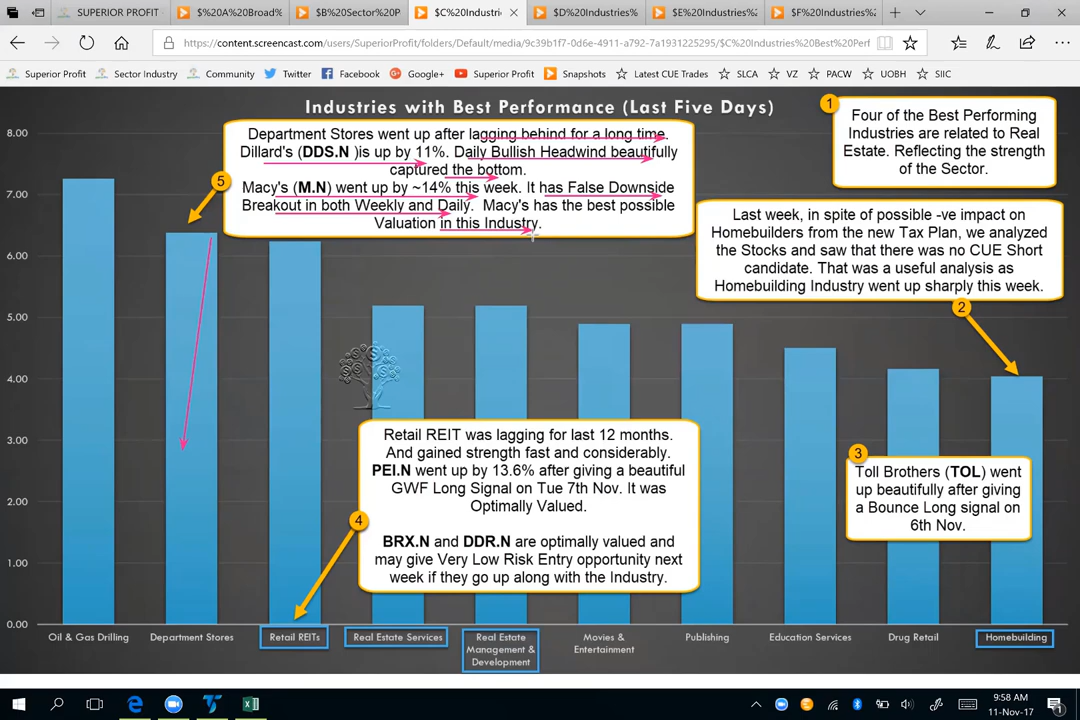 SUPERIOR PROFIT
$%20A%20Broad%
$B%20Sector%20P
$C%20Industri
$D%20Industries%
$E%20Industries%2
$F%20Industries%2
https://content.screencast.com/users/SuperiorProfit/folders/Default/media/9c39b1f7-0d6e-4911-a792-7a1931225295/$C%20Industries%20Best%20Perf
Superior Profit
Sector Industry
Community
Twitter
Facebook
Google+
Superior Profit
Snapshots
Latest CUE Trades
SLCA
VZ
PACW
UOBH
SIIC
Industries with Best Performance (Last Five Days)
8.00
7.00
6.00
5.00
4.00
3.00
2.00
1.00
0.00
1
Four of the Best Performing
Industries are related to Real
Estate. Reflecting the strength
of the Sector.
5
Department Stores went up after lagging behind for a long time.
Dillard's (DDS.N )is up by 11%. Daily Bullish Headwind beautifully
captured the bottom.
Macy's (M.N) went up by ~14% this week. It has False Downside
Breakout in both Weekly and Daily. Macy's has the best possible
Valuation in this Industry.
Last week, in spite of possible -ve impact on
Homebuilders from the new Tax Plan, we analyzed
the Stocks and saw that there was no CUE Short
candidate. That was a useful analysis as
Homebuilding Industry went up sharply this week.
2
4
Retail REIT was lagging for last 12 months.
And gained strength fast and considerably.
PEI.N went up by 13.6% after giving a beautiful
GWF Long Signal on Tue 7th Nov. It was
Optimally Valued.
BRX.N and DDR.N are optimally valued and
may give Very Low Risk Entry opportunity next
week if they go up along with the Industry.
3
Toll Brothers (TOL) went
up beautifully after giving
a Bounce Long signal on
6th Nov.
Oil & Gas Drilling
Department Stores
Retail REITs
Real Estate Services
Real Estate
Management &
Development
Movies &
Entertainment
Publishing
Education Services
Drug Retail
Homebuilding
9:58 AM
11-Nov-17
1